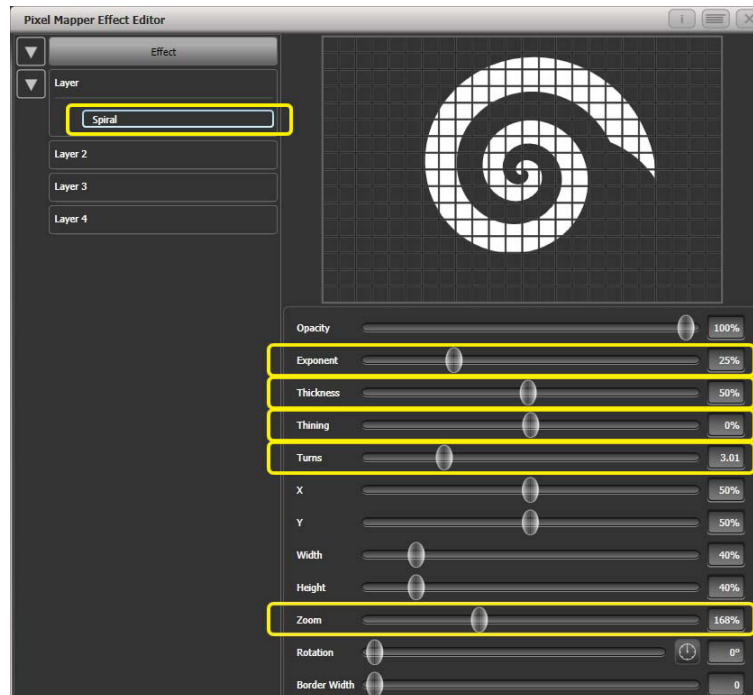 Pixel Mapper Effect Editor
Effect
Layer
Spiral
Layer 2
Layer 3
Layer 4
Opacity 100%
Exponent 25%
Thickness 50%
Thining 0%
Turns 3.01
X 50%
Y 50%
Width 40%
Height 40%
Zoom 168%
Rotation 0°
Border Width 0